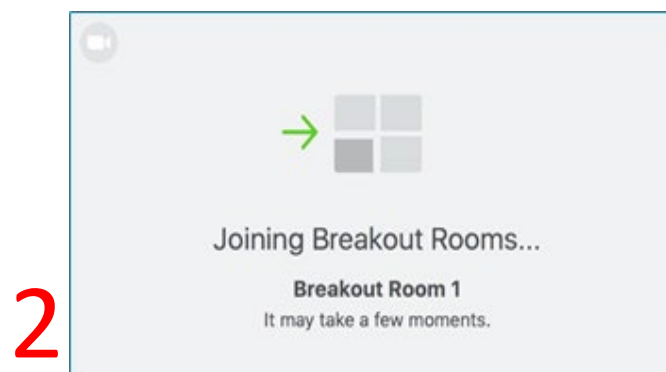 Joining Breakout Rooms...
Breakout Room 1
It may take a few moments.
2